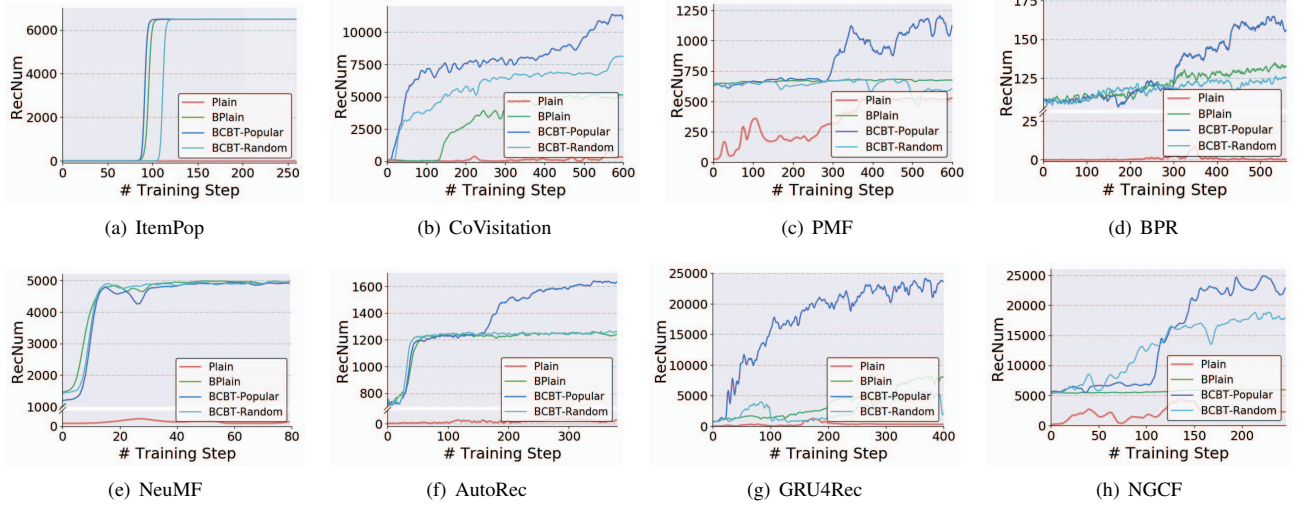 RecNum
6000
4000
2000
0
0 50 100 150 200 250
# Training Step
Plain
BPlain
BCBT-Popular
BCBT-Random
(a) ItemPop
RecNum
10000
7500
5000
2500
0
0 100 200 300 400 500 600
# Training Step
Plain
BPlain
BCBT-Popular
BCBT-Random
(b) CoVisitation
RecNum
1250
1000
750
500
250
0
0 100 200 300 400 500 600
# Training Step
Plain
BPlain
BCBT-Popular
BCBT-Random
(c) PMF
RecNum
175
150
125
25
0
0 100 200 300 400 500
# Training Step
Plain
BPlain
BCBT-Popular
BCBT-Random
(d) BPR
RecNum
5000
4000
3000
2000
1000
0
0 20 40 60 80
# Training Step
Plain
BPlain
BCBT-Popular
BCBT-Random
(e) NeuMF
RecNum
1600
1400
1200
1000
800
0
0 100 200 300
# Training Step
Plain
BPlain
BCBT-Popular
BCBT-Random
(f) AutoRec
RecNum
25000
20000
15000
10000
5000
0
0 100 200 300 400
# Training Step
Plain
BPlain
BCBT-Popular
BCBT-Random
(g) GRU4Rec
RecNum
25000
20000
15000
10000
5000
0
0 50 100 150 200
# Training Step
Plain
BPlain
BCBT-Popular
BCBT-Random
(h) NGCF